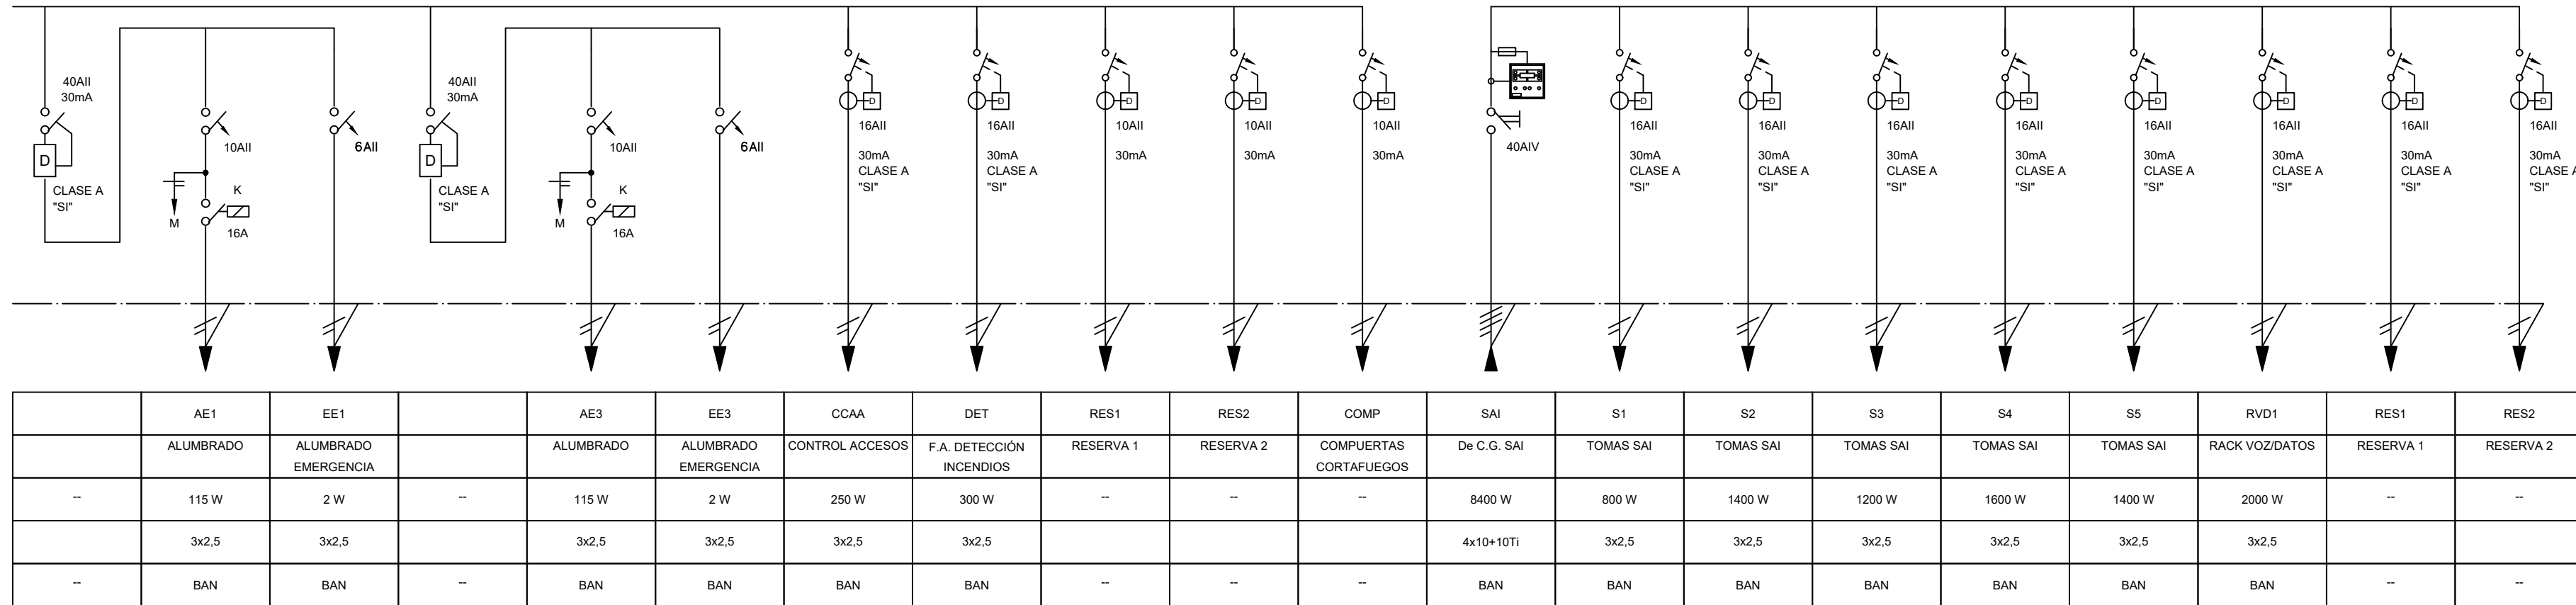 40AII
30mA
D
CLASE A
"SI"
10AII
M
K
16A
6AII
40AII
30mA
D
CLASE A
"SI"
10AII
M
K
16A
6AII
D
16AII
30mA
CLASE A
"SI"
D
16AII
30mA
CLASE A
"SI"
D
10AII
30mA
D
10AII
30mA
D
10AII
30mA
40AIV
D
16AII
30mA
CLASE A
"SI"
D
16AII
30mA
CLASE A
"SI"
D
16AII
30mA
CLASE A
"SI"
D
16AII
30mA
CLASE A
"SI"
D
16AII
30mA
CLASE A
"SI"
D
16AII
30mA
CLASE A
"SI"
D
16AII
30mA
CLASE A
"SI"
D
16AII
30mA
CLASE A
"SI"
AE1 EE1 AE3 EE3 CCAA DET RES1 RES2 COMP SAI S1 S2 S3 S4 S5 RVD1 RES1 RES2
ALUMBRADO ALUMBRADO ALUMBRADO ALUMBRADO CONTROL ACCESOS F.A. DETECCIÓN RESERVA 1 RESERVA 2 COMPUERTAS De C.G. SAI TOMAS SAI TOMAS SAI TOMAS SAI TOMAS SAI TOMAS SAI RACK VOZ/DATOS RESERVA 1 RESERVA 2
EMERGENCIA EMERGENCIA INCENDIOS CORTAFUEGOS
-- 115 W 2 W -- 115 W 2 W 250 W 300 W -- -- -- 8400 W 800 W 1400 W 1200 W 1600 W 1400 W 2000 W -- --
3x2,5 3x2,5 3x2,5 3x2,5 3x2,5 3x2,5 4x10+10Ti 3x2,5 3x2,5 3x2,5 3x2,5 3x2,5 3x2,5
-- BAN BAN -- BAN BAN BAN BAN -- -- -- BAN BAN BAN BAN BAN BAN BAN -- --